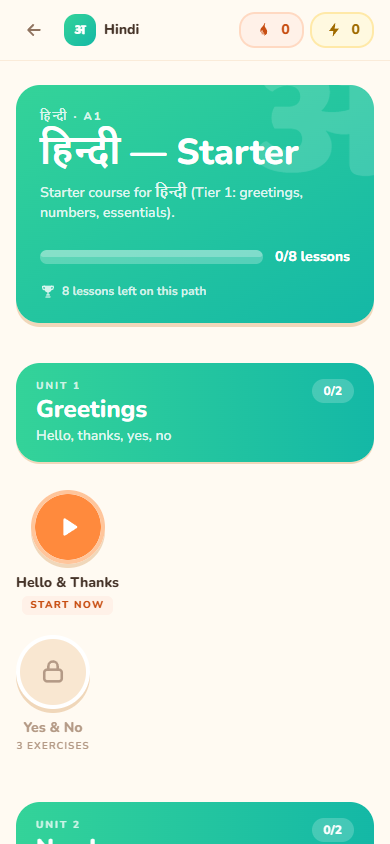 अ Hindi 0 0
हिन्दी · A1
हिन्दी — Starter
Starter course for हिन्दी (Tier 1: greetings,
numbers, essentials).
0/8 lessons
8 lessons left on this path
UNIT 1
0/2
Greetings
Hello, thanks, yes, no
Hello & Thanks
START NOW
Yes & No
3 EXERCISES
UNIT 2
0/2